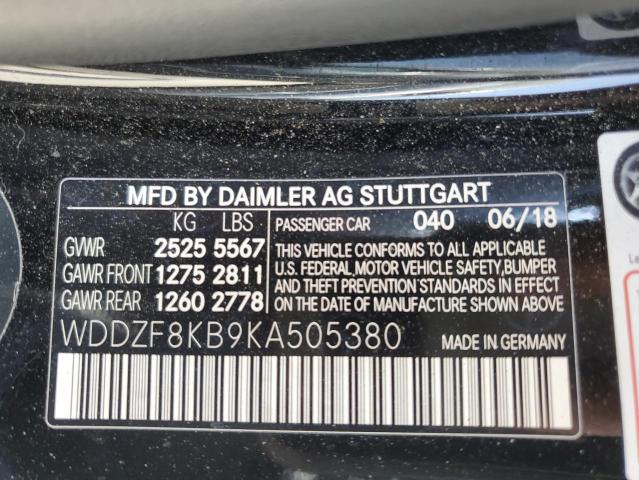 MFD BY DAIMLER AG STUTTGART
KG LBS
GVWR 2525 5567
GAWR FRONT 1275 2811
GAWR REAR 1260 2778
PASSENGER CAR 040 06/18
THIS VEHICLE CONFORMS TO ALL APPLICABLE
U.S. FEDERAL,MOTOR VEHICLE SAFETY,BUMPER
AND THEFT PREVENTION STANDARDS IN EFFECT
ON THE DATE OF MANUFACTURE SHOWN ABOVE.
WDDZF8KB9KA505380 MADE IN GERMANY